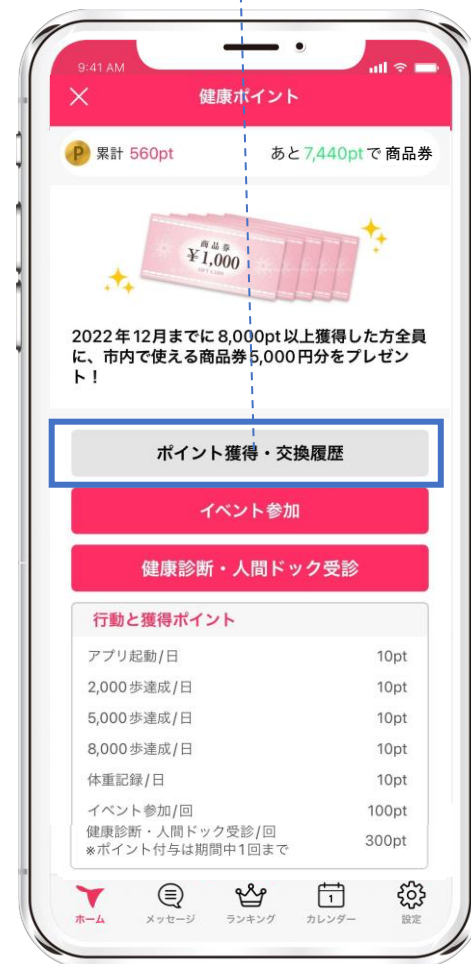 9:41 AM
健康ポイント
P 累計 560pt あと7,440ptで商品券
商品券
¥1,000
GIFT CARD
2022年12月までに8,000pt以上獲得した方全員
に、市内で使える商品券5,000円分をプレゼン
ト!
ポイント獲得・交換履歴
イベント参加
健康診断・人間ドック受診
行動と獲得ポイント
アプリ起動/日 10pt
2,000歩達成/日 10pt
5,000歩達成/日 10pt
8,000歩達成/日 10pt
体重記録/日 10pt
イベント参加/回 100pt
健康診断・人間ドック受診/回 300pt
※ポイント付与は期間中1回まで
1
ホーム メッセージ ランキング カレンダー 設定